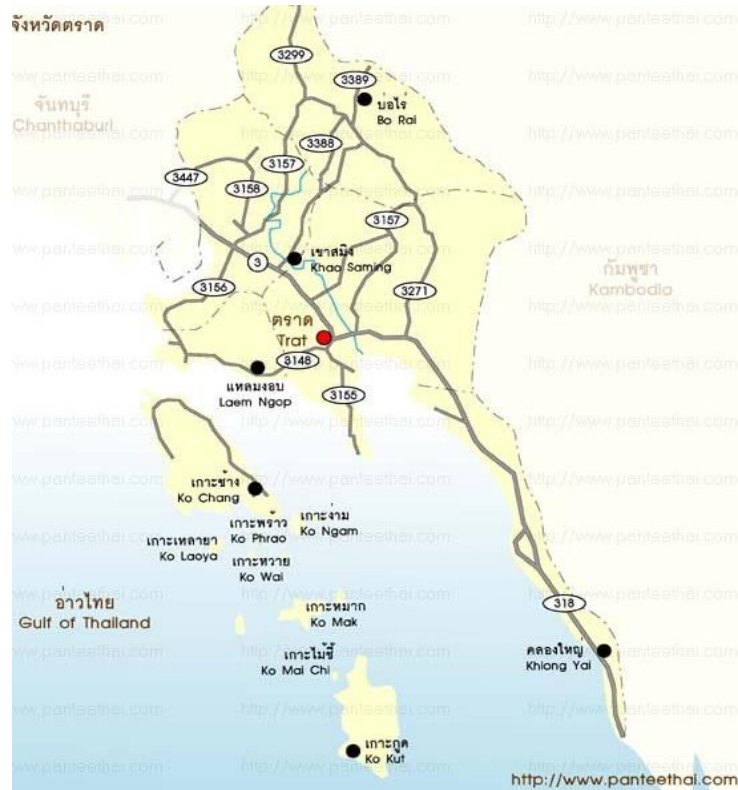 จังหวัดตราด
3299
3389
บ่อไร่
Bo Rai
จันทบุรี
Chanthaburi
3388
3157
3447
3158
3157
เขาสมิง
Khao Saming
3
กัมพูชา
Kambodia
3156
3271
ตราด
Trat
3148
แหลมงอบ
Laem Ngop
3155
เกาะช้าง
Ko Chang
เกาะง่าม
Ko Ngam
เกาะพร้าว
Ko Phrao
เกาะเหลายา
Ko Laoya
เกาะหวาย
Ko Wai
อ่าวไทย
Gulf of Thailand
เกาะหมาก
Ko Mak
318
เกาะไม้ชี้
Ko Mai Chi
คลองใหญ่
Khlong Yai
เกาะกูด
Ko Kut
http://www.panteethai.com